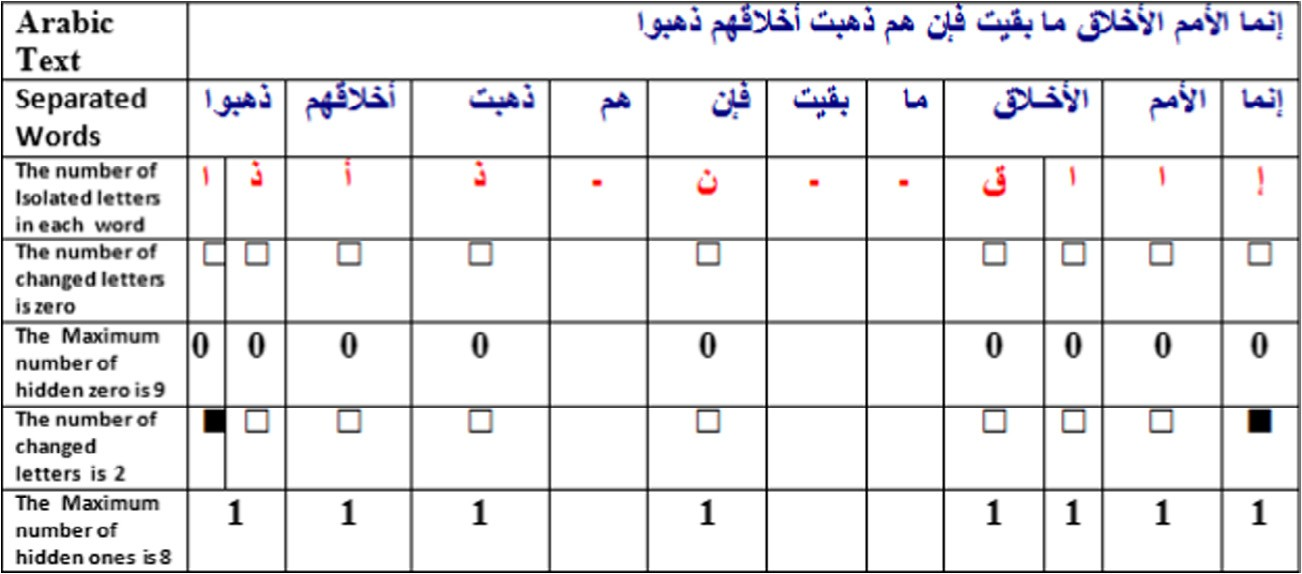 Arabic Text إنما الأمم الأخلاق ما بقيت فإن هم ذهبت أخلاقهم ذهبوا
Separated Words إنما الأمم الأخلاق ما بقيت فإن هم ذهبت أخلاقهم ذهبوا
The number of Isolated letters in each word إ ا ا ق - - ن - ذ أ ذ ا
The number of changed letters is zero □ □ □ □ □ □ □ □ □
The Maximum number of hidden zero is 9 0 0 0 0 0 0 0 0 0
The number of changed letters is 2 ■ □ □ □ □ □ □ □ ■
The Maximum number of hidden ones is 8 1 1 1 1 1 1 1 1